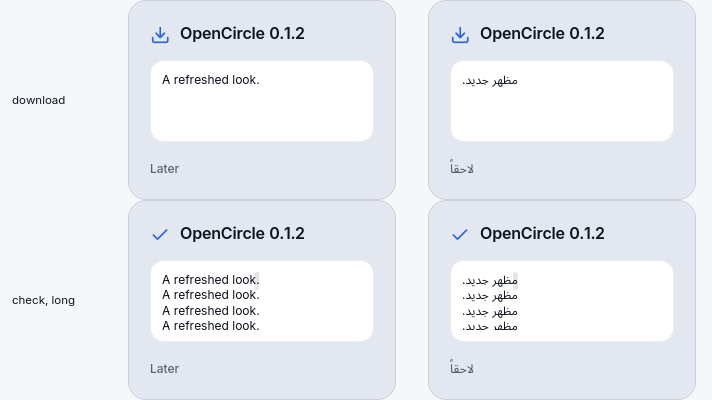 download
OpenCircle 0.1.2
A refreshed look.
Later
OpenCircle 0.1.2
مظهر جديد.
لاحقاً
check, long
OpenCircle 0.1.2
A refreshed look.
A refreshed look.
A refreshed look.
A refreshed look.
Later
OpenCircle 0.1.2
مظهر جديد.
مظهر جديد.
مظهر جديد.
مظهر جديد.
لاحقاً